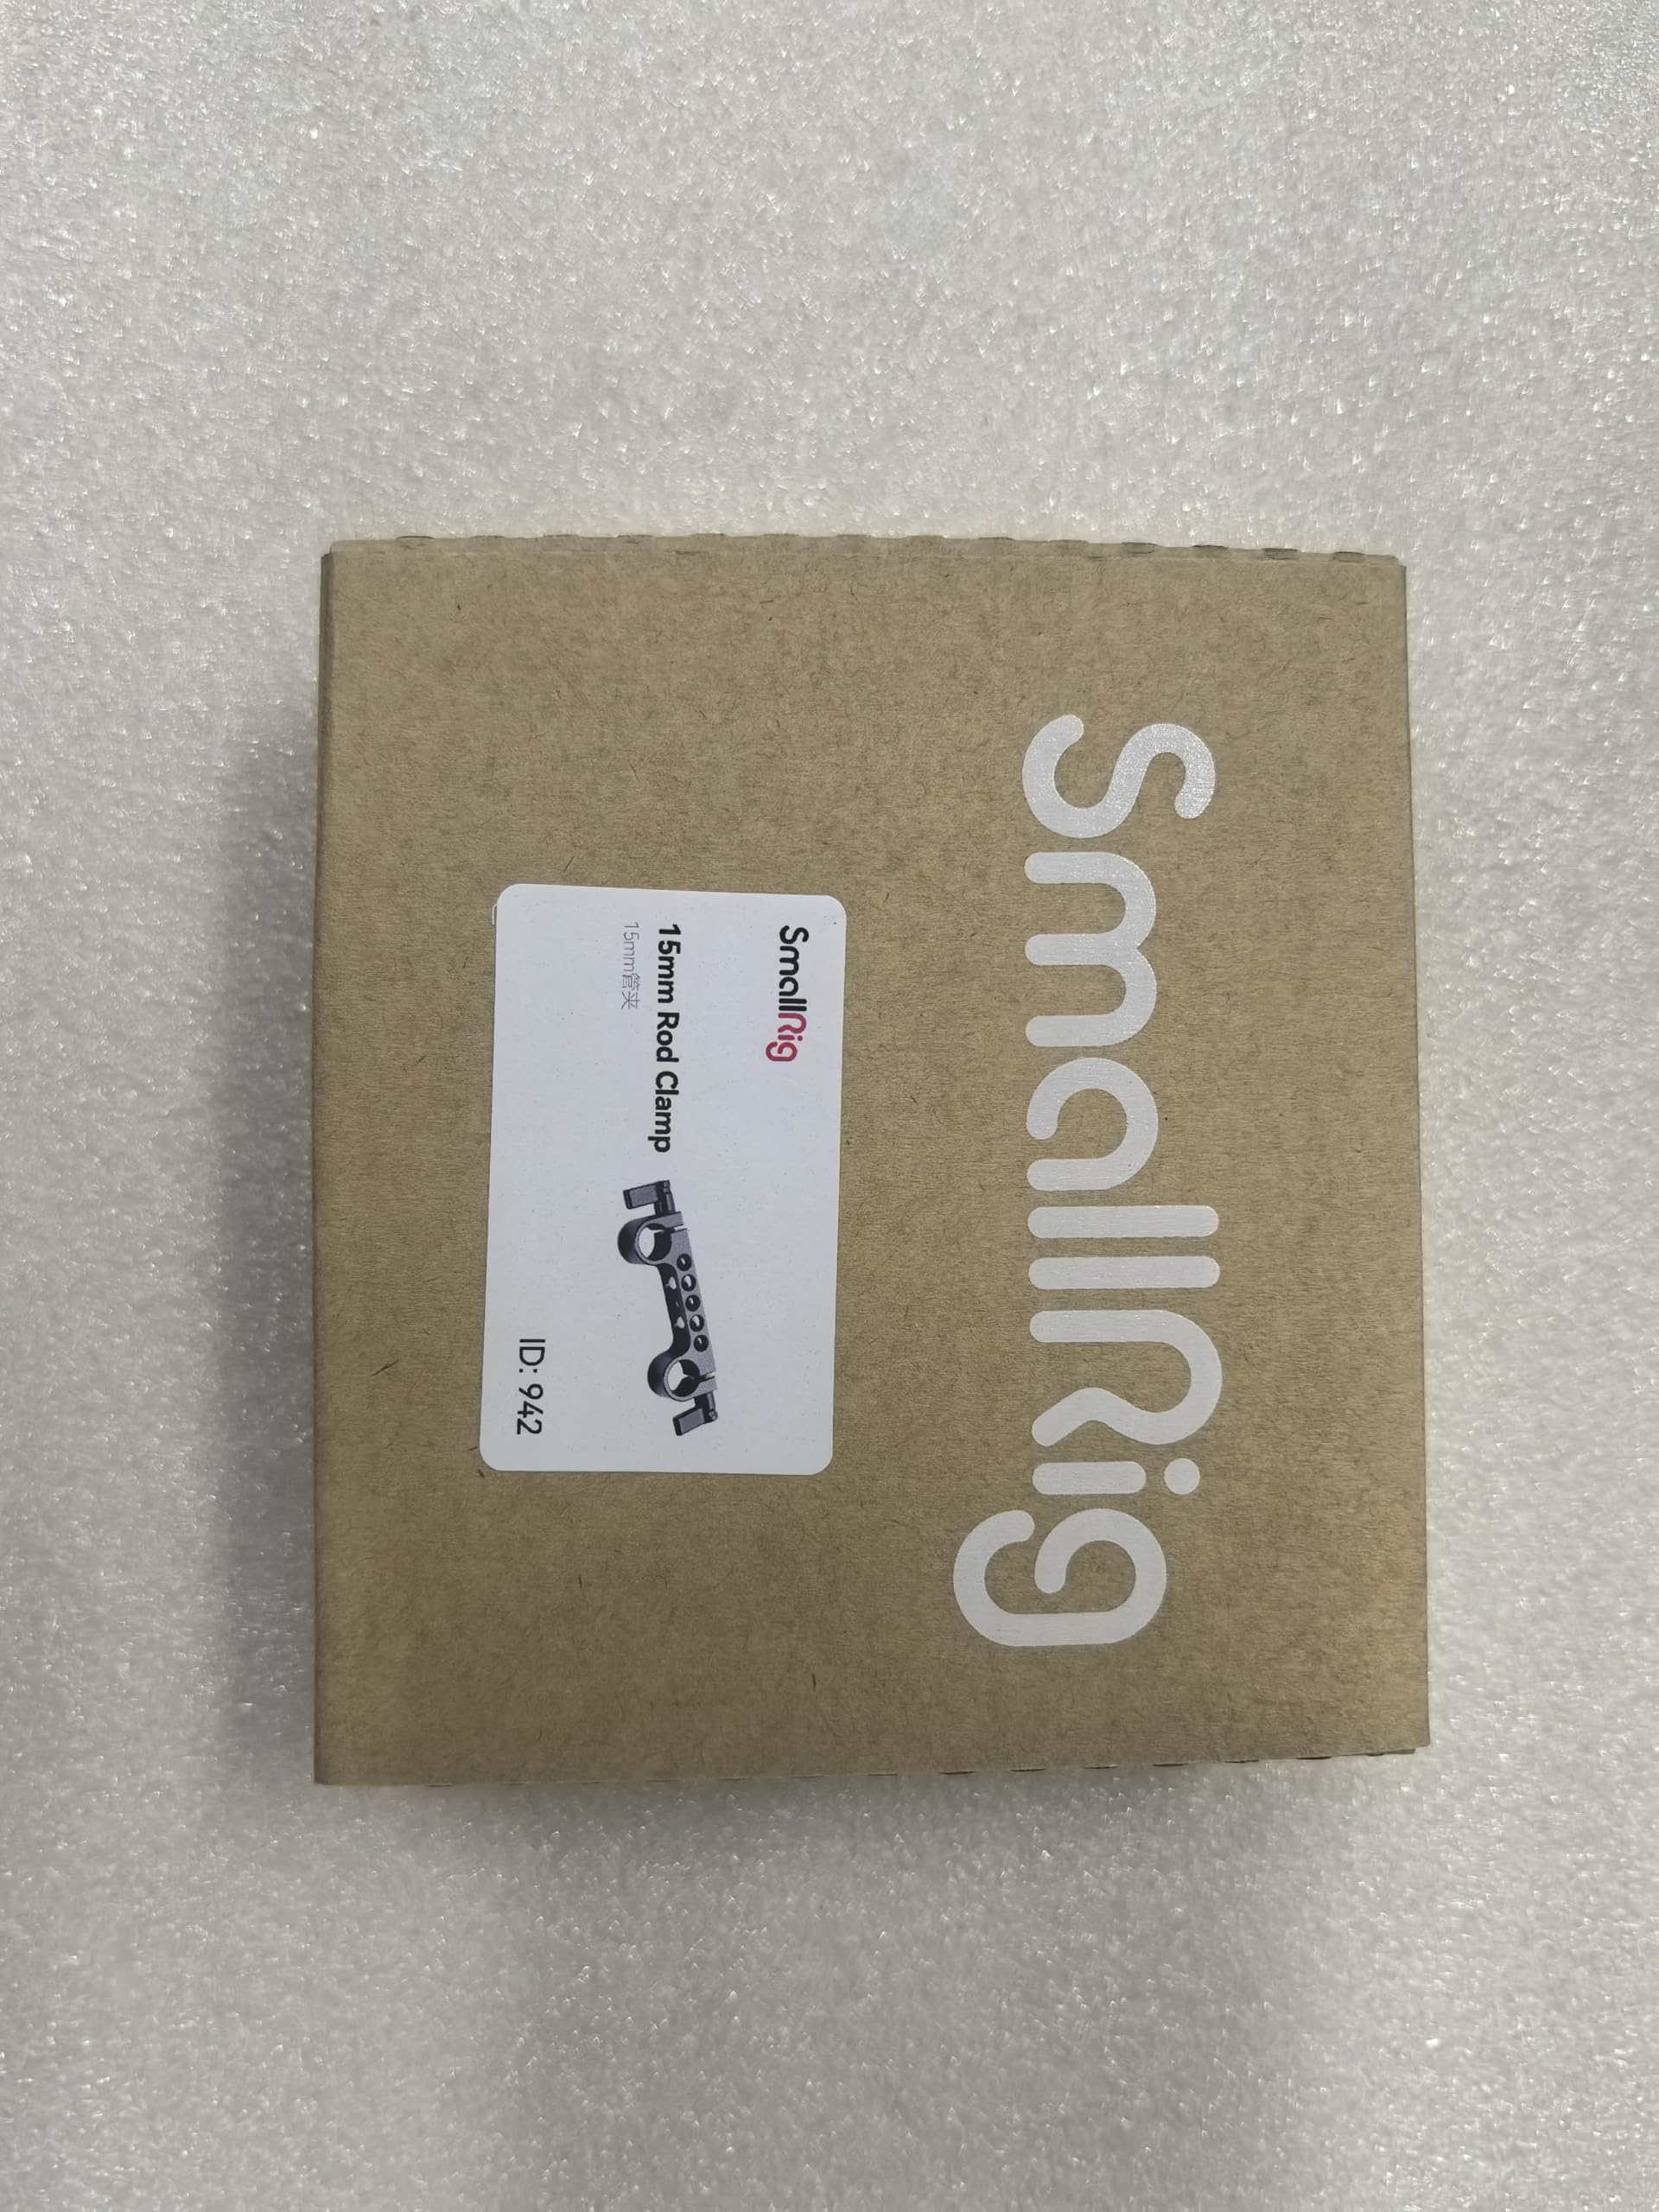 SmallRig
SmallRig
15mm Rod Clamp
15mm管夹
ID: 942